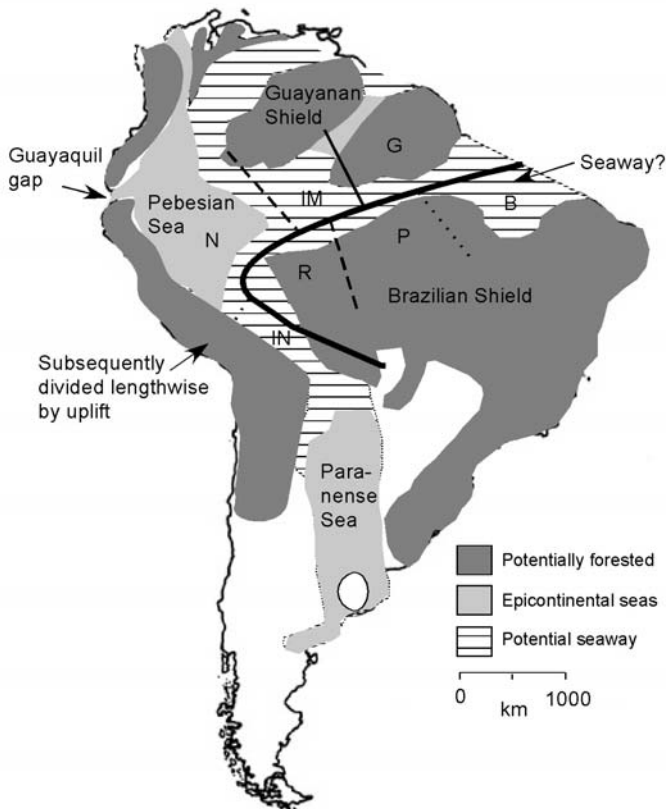 Guayanan
Shield
G
Guayaquil
gap
Seaway?
Pebesian
Sea
N
IM
B
P
R
Brazilian Shield
IN
Subsequently
divided lengthwise
by uplift
Para-
nense
Sea
Potentially forested
Epicontinental seas
Potential seaway
0 1000
km